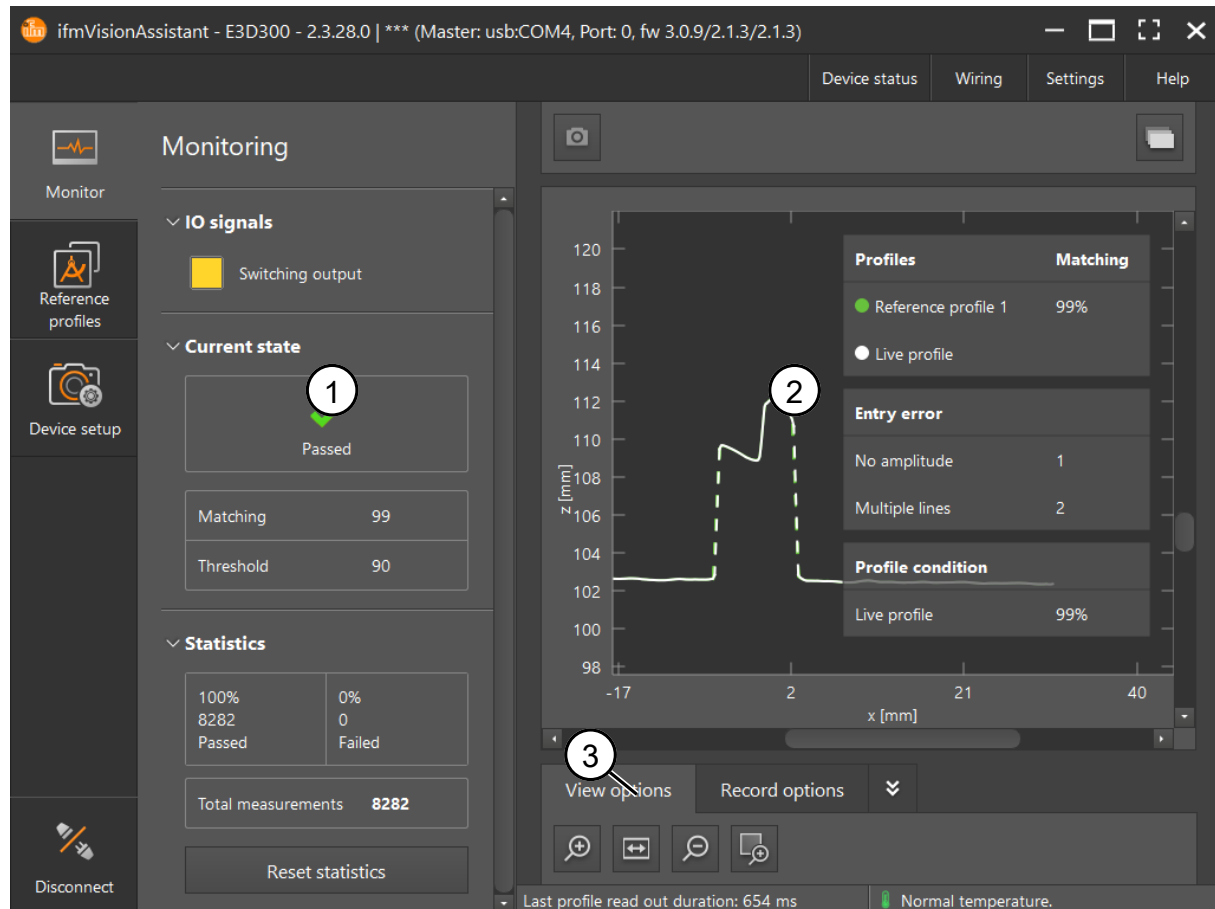 ifm ifmVisionAssistant - E3D300 - 2.3.28.0 | *** (Master: usb:COM4, Port: 0, fw 3.0.9/2.1.3/2.1.3)
Device status Wiring Settings Help
Monitor
Reference
profiles
Device setup
Disconnect
Monitoring
IO signals
Switching output
Current state
1
Passed
Matching 99
Threshold 90
Statistics
100% 0%
8282 0
Passed Failed
Total measurements 8282
Reset statistics
120
118
116
114
112
110
108
106
104
102
100
98
z [mm]
-17 2 21 40
x [mm]
2
Profiles Matching
Reference profile 1 99%
Live profile
Entry error
No amplitude 1
Multiple lines 2
Profile condition
Live profile 99%
3
View options Record options
Last profile read out duration: 654 ms Normal temperature.